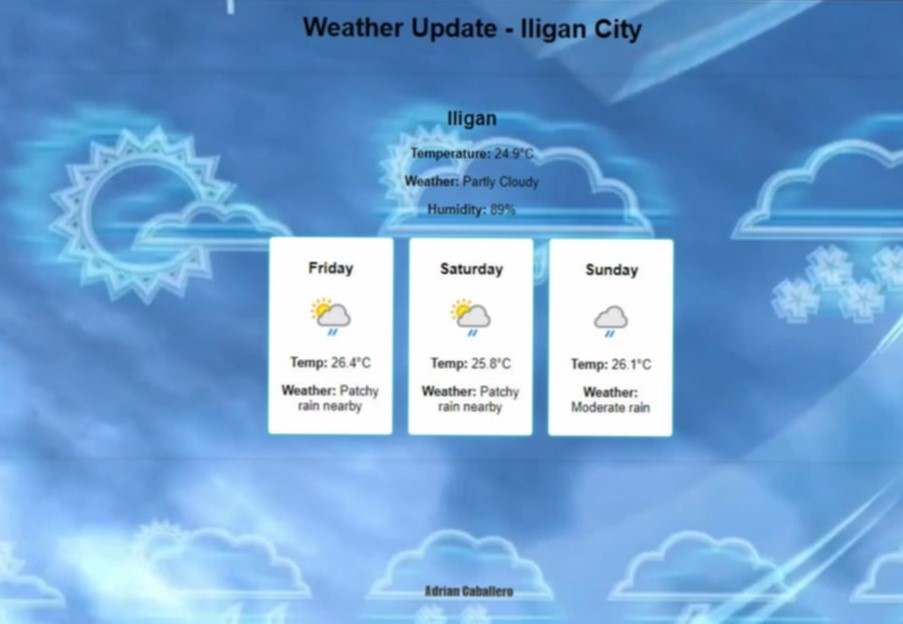 Weather Update - Iligan City
Iligan
Temperature: 24.9°C
Weather: Partly Cloudy
Humidity: 89%
Friday
Temp: 26.4°C
Weather: Patchy
rain nearby
Saturday
Temp: 25.8°C
Weather: Patchy
rain nearby
Sunday
Temp: 26.1°C
Weather:
Moderate rain
Adrian Caballero